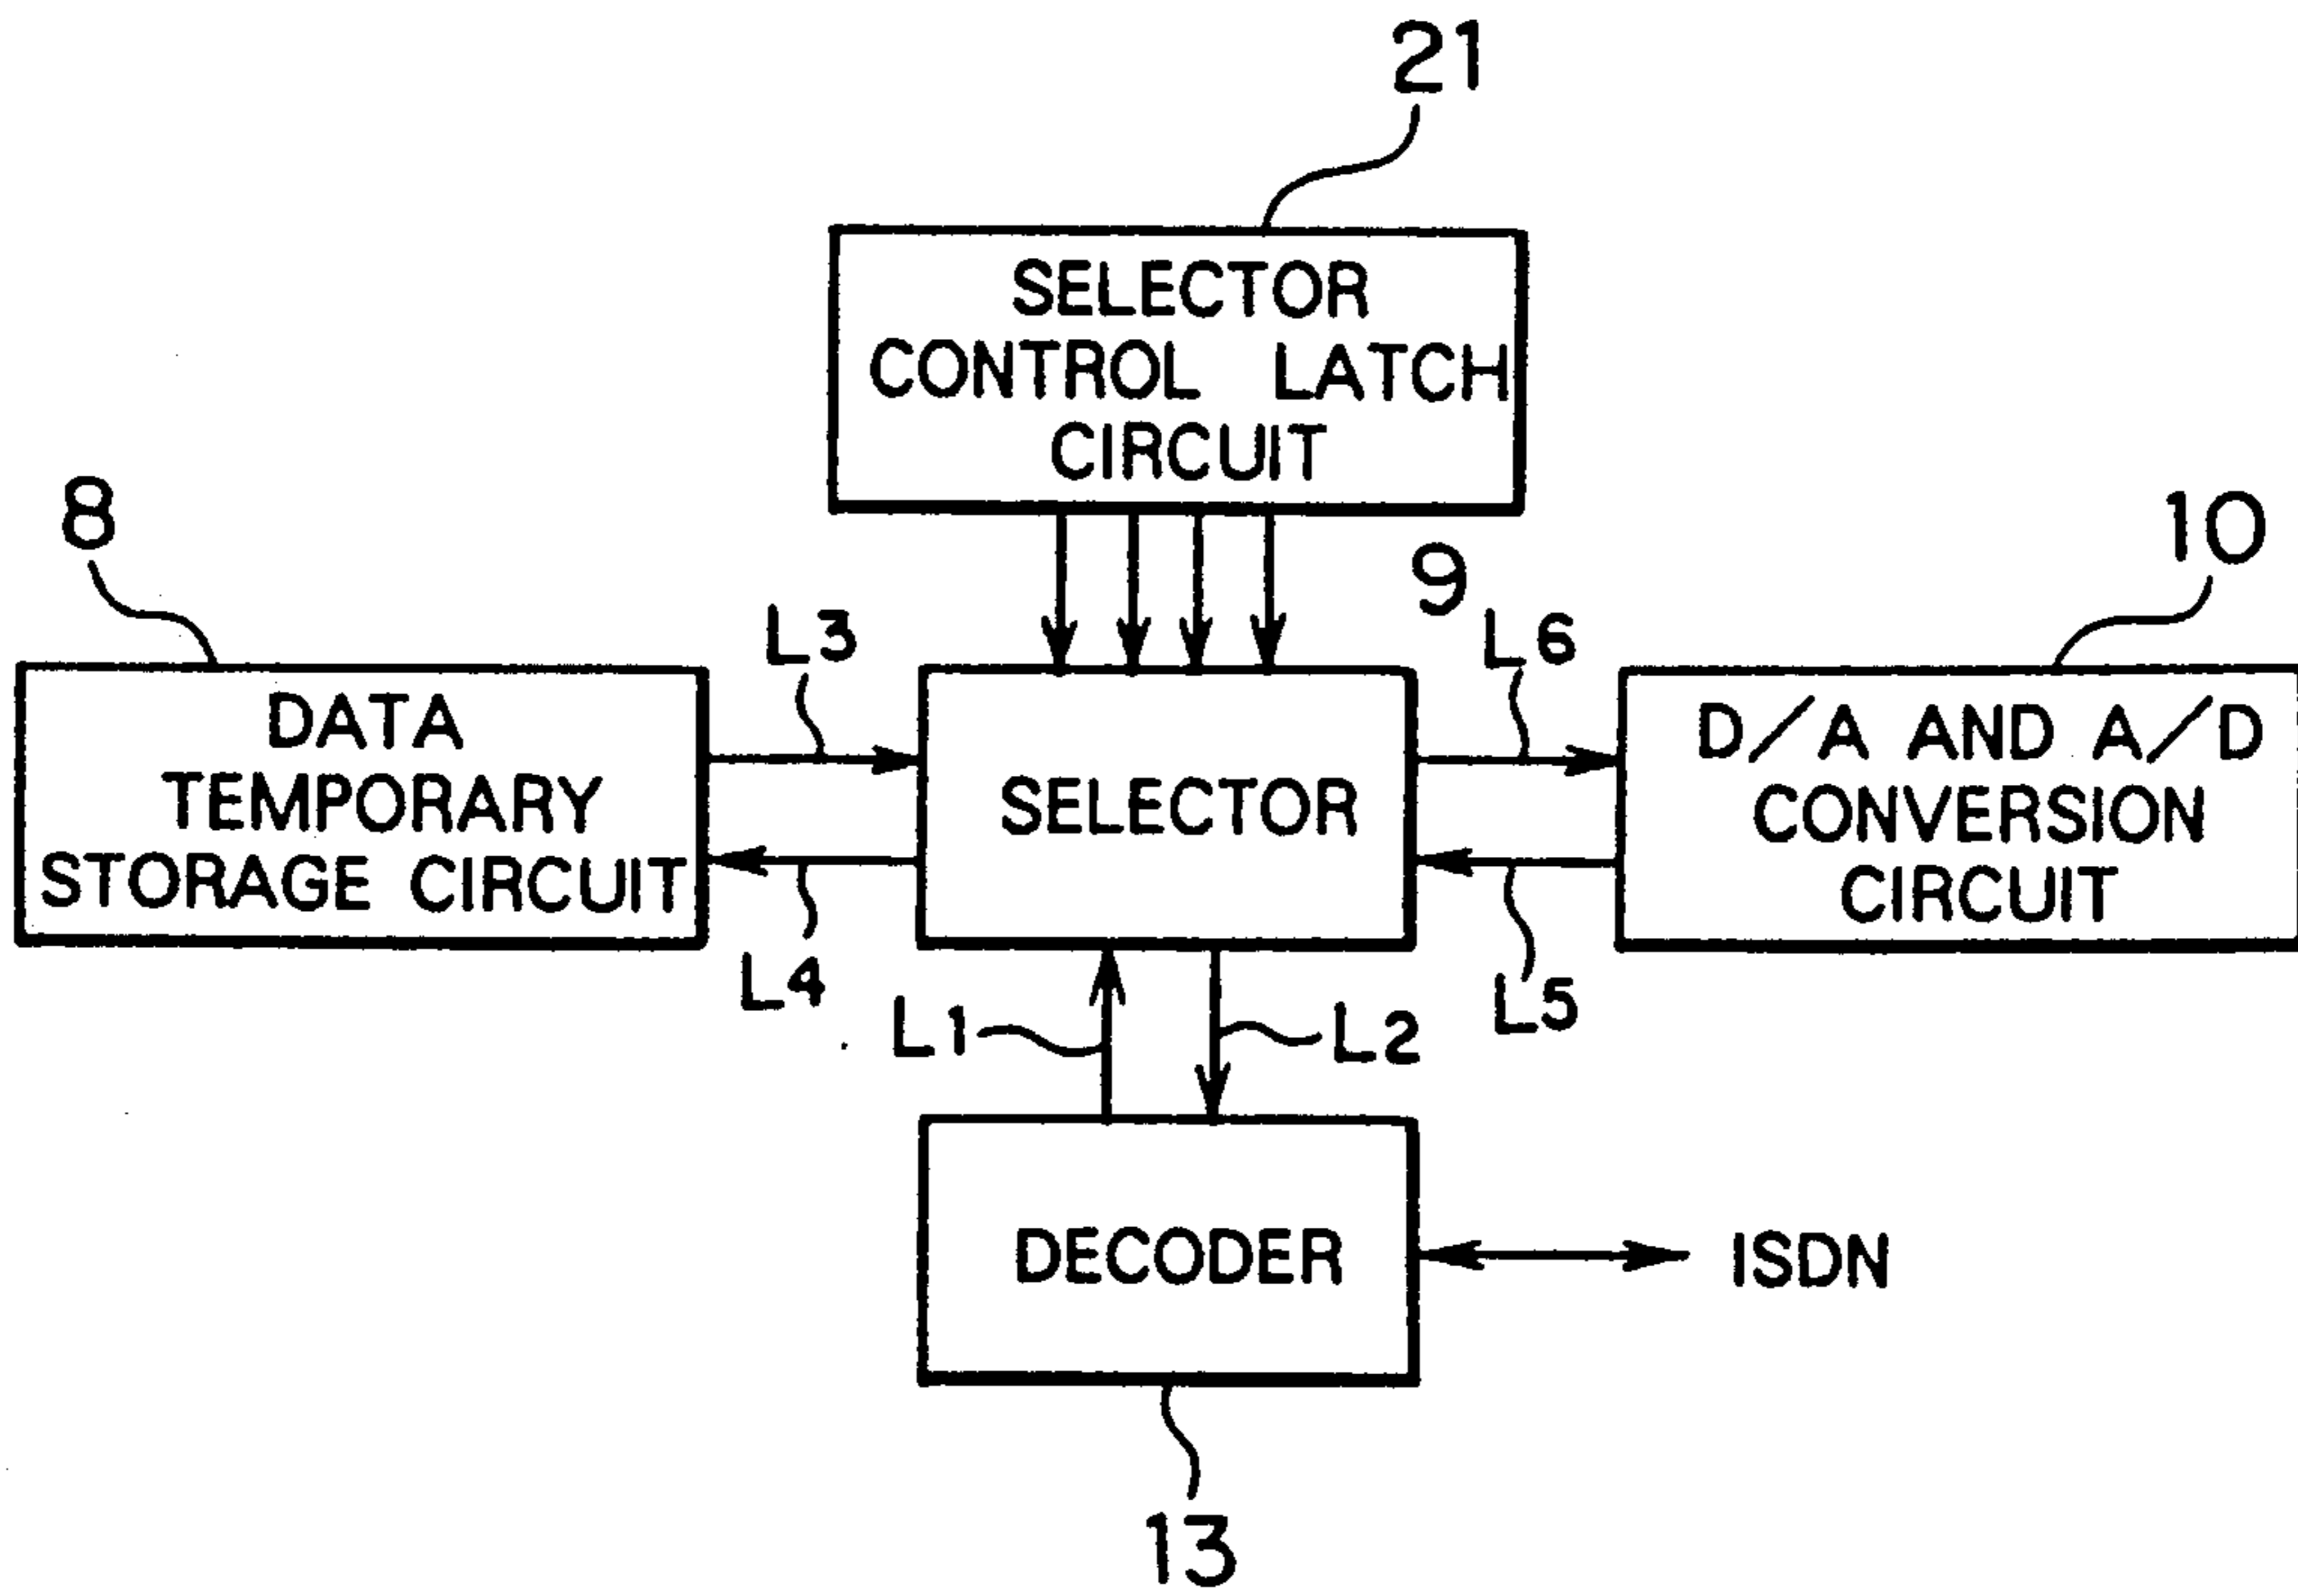 21
SELECTOR
CONTROL LATCH
CIRCUIT
8
9
10
L3
L6
DATA
TEMPORARY
STORAGE CIRCUIT
SELECTOR
D/A AND A/D
CONVERSION
CIRCUIT
L4
L5
L1
L2
DECODER
ISDN
13